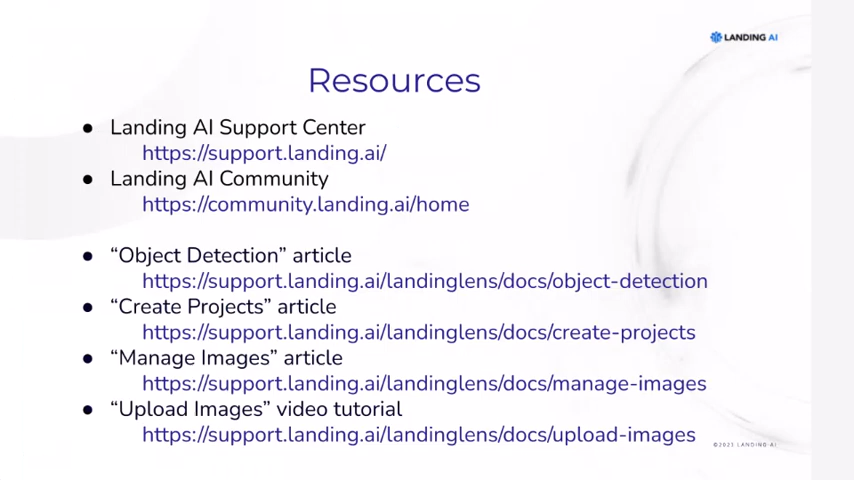 LANDING AI
Resources
● Landing AI Support Center
https://support.landing.ai/
● Landing AI Community
https://community.landing.ai/home
● “Object Detection” article
https://support.landing.ai/landinglens/docs/object-detection
● “Create Projects” article
https://support.landing.ai/landinglens/docs/create-projects
● “Manage Images” article
https://support.landing.ai/landinglens/docs/manage-images
● “Upload Images” video tutorial
https://support.landing.ai/landinglens/docs/upload-images
©2023 LANDING AI